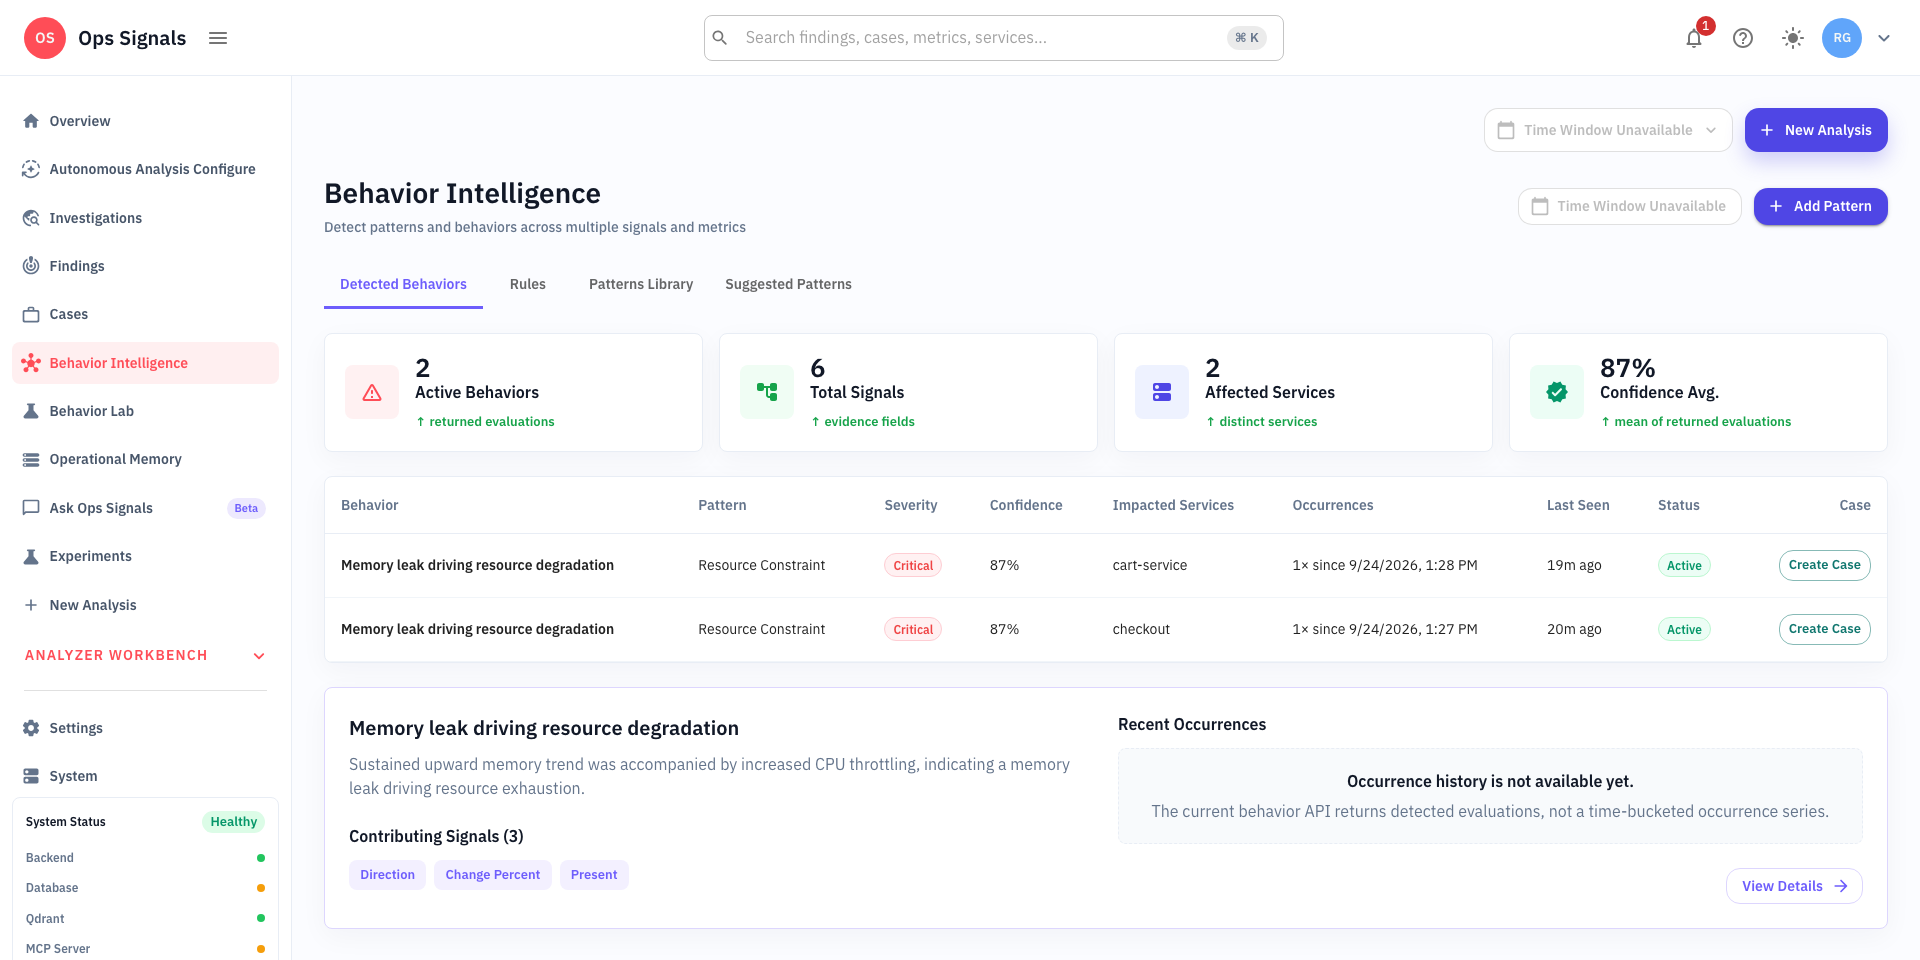 OS
Ops Signals
Search findings, cases, metrics, services...
⌘ K
1
RG
Overview
Autonomous Analysis Configure
Investigations
Findings
Cases
Behavior Intelligence
Behavior Lab
Operational Memory
Ask Ops Signals Beta
Experiments
New Analysis
ANALYZER WORKBENCH
Settings
System
System Status Healthy
Backend
Database
Qdrant
MCP Server
Time Window Unavailable
+ New Analysis
Behavior Intelligence
Detect patterns and behaviors across multiple signals and metrics
Time Window Unavailable
+ Add Pattern
Detected Behaviors Rules Patterns Library Suggested Patterns
2
Active Behaviors
↑ returned evaluations
6
Total Signals
↑ evidence fields
2
Affected Services
↑ distinct services
87%
Confidence Avg.
↑ mean of returned evaluations
Behavior Pattern Severity Confidence Impacted Services Occurrences Last Seen Status Case
Memory leak driving resource degradation Resource Constraint Critical 87% cart-service 1× since 9/24/2026, 1:28 PM 19m ago Active Create Case
Memory leak driving resource degradation Resource Constraint Critical 87% checkout 1× since 9/24/2026, 1:27 PM 20m ago Active Create Case
Memory leak driving resource degradation
Sustained upward memory trend was accompanied by increased CPU throttling, indicating a memory
leak driving resource exhaustion.
Contributing Signals (3)
Direction Change Percent Present
Recent Occurrences
Occurrence history is not available yet.
The current behavior API returns detected evaluations, not a time-bucketed occurrence series.
View Details →